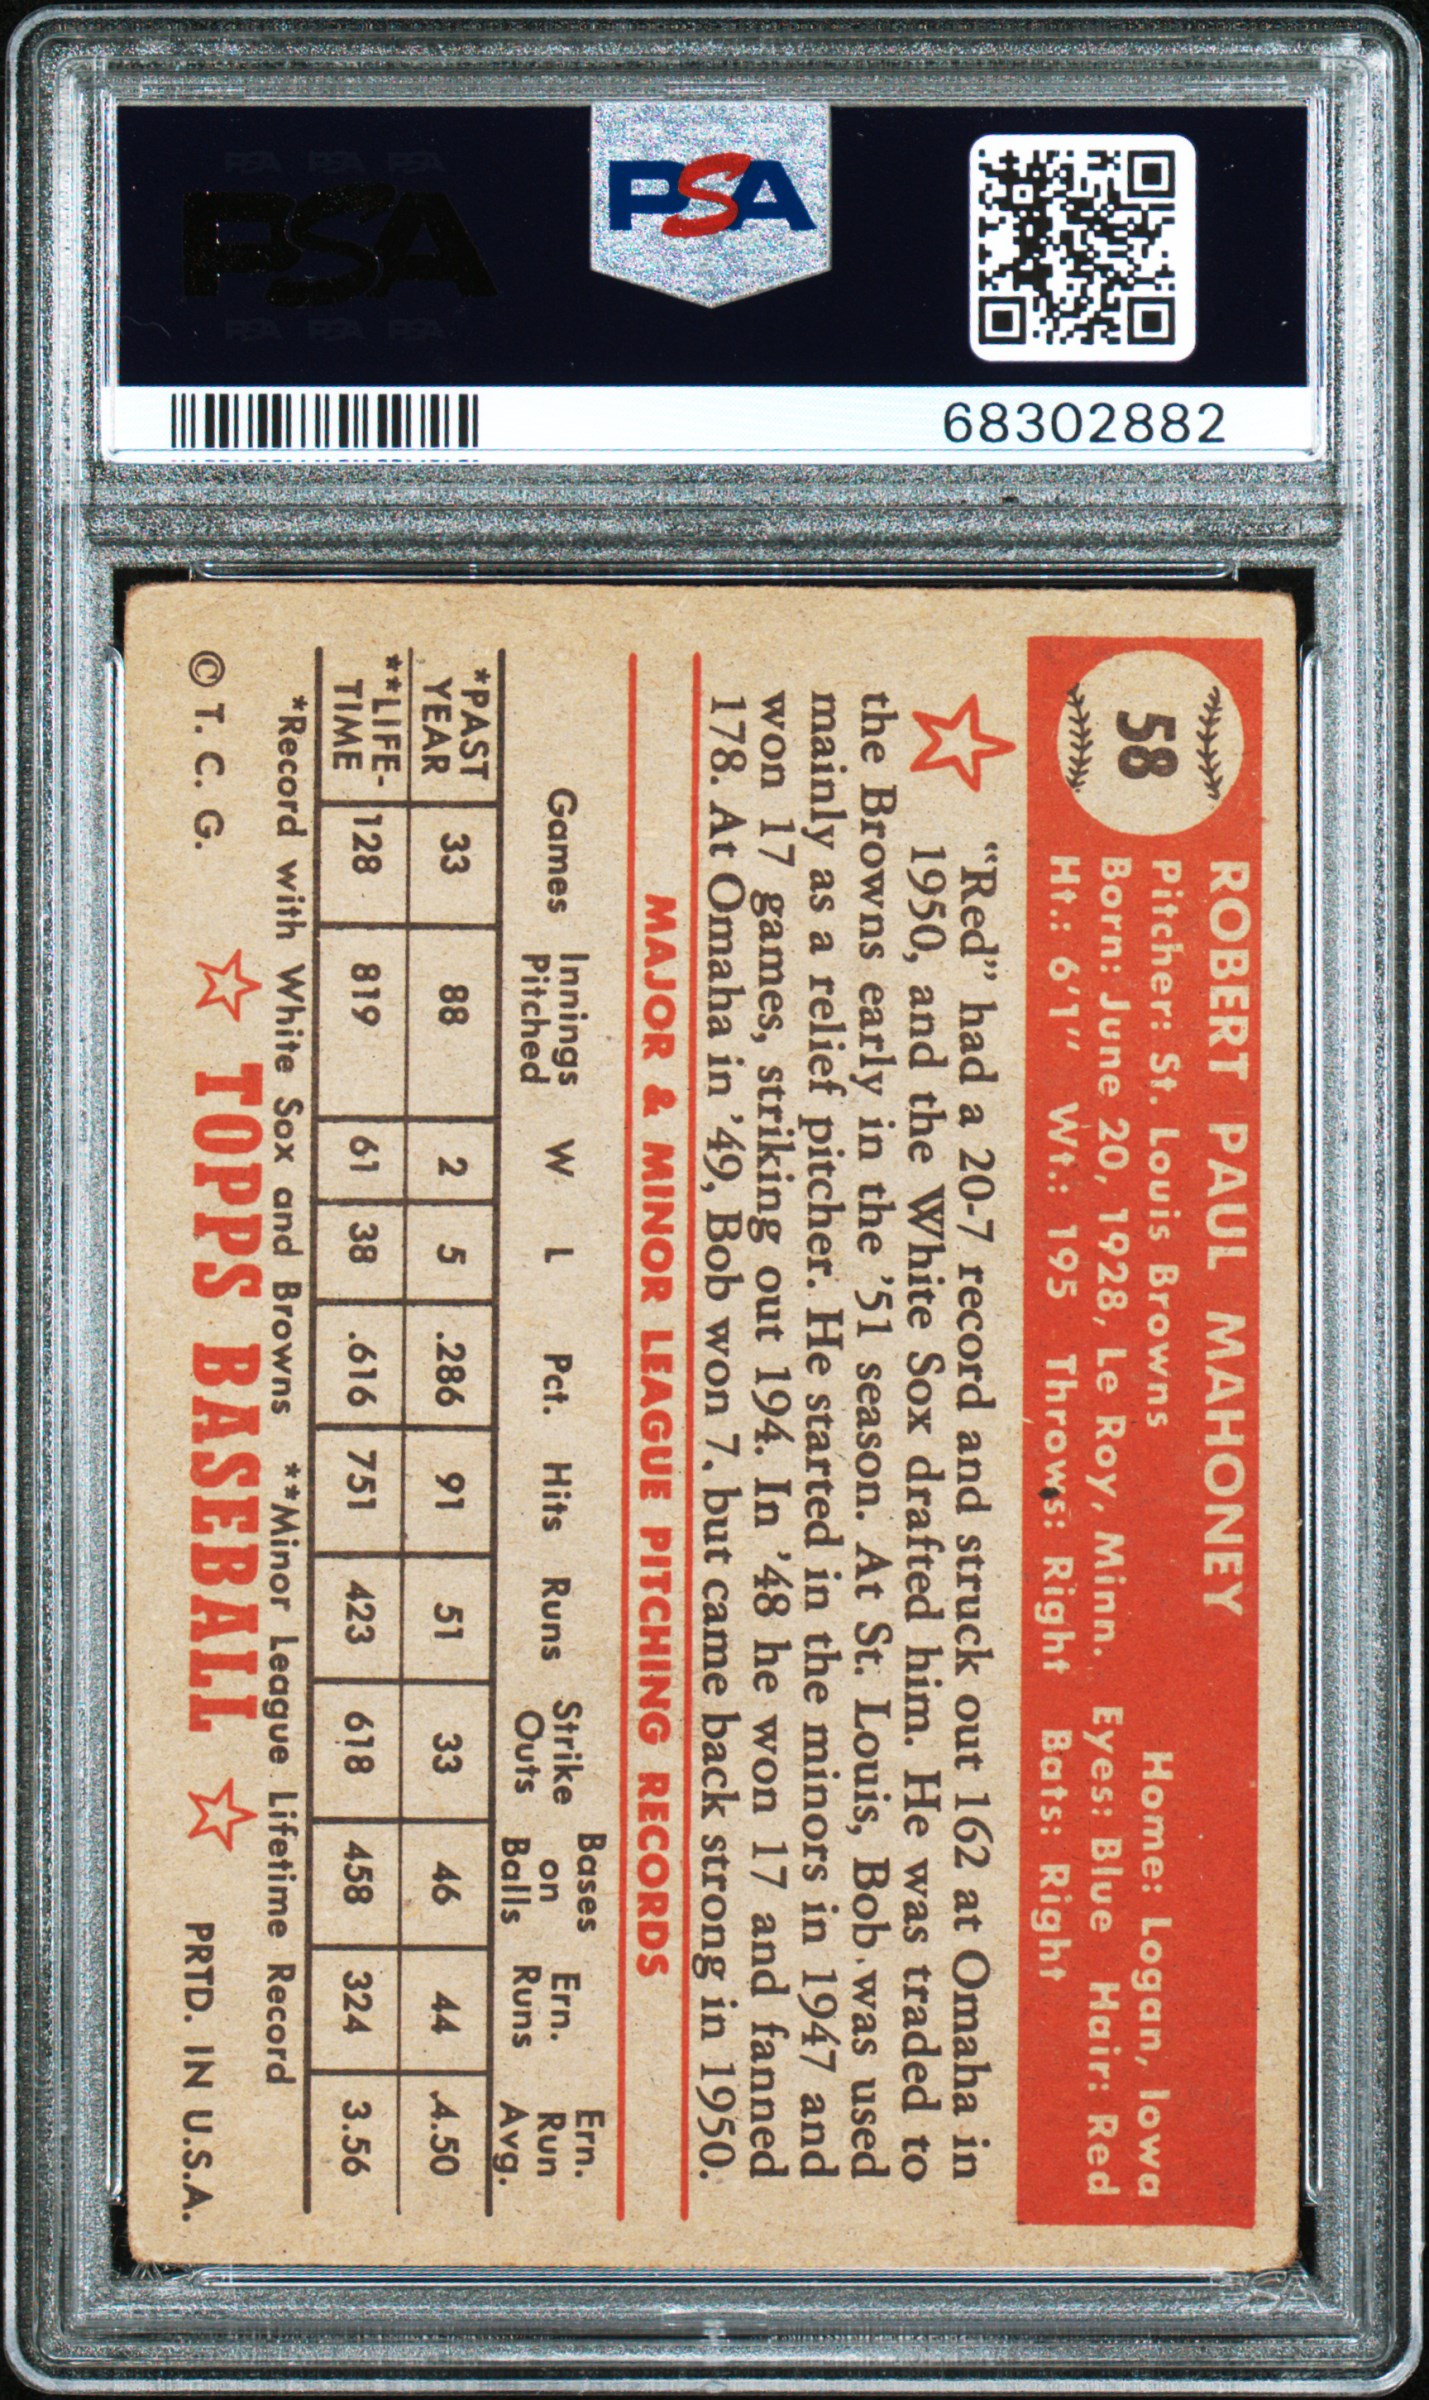 PSA PSA PSA
PSA
PSA PSA PSA
PSA
68302882
58
ROBERT PAUL MAHONEY
Pitcher: St. Louis Browns Home: Logan, Iowa
Born: June 20, 1928, Le Roy, Minn. Eyes: Blue Hair: Red
Ht.: 6'1" Wt.: 195 Throws: Right Bats: Right
"Red" had a 20-7 record and struck out 162 at Omaha in
1950, and the White Sox drafted him. He was traded to
the Browns early in the '51 season. At St. Louis, Bob was used
mainly as a relief pitcher. He started in the minors in 1947 and
won 17 games, striking out 194. In '48 he won 17 and fanned
178. At Omaha in '49, Bob won 7, but came back strong in 1950.
MAJOR & MINOR LEAGUE PITCHING RECORDS
Games Innings Pitched W L Pct. Hits Runs Strike Outs Bases on Balls Ern. Runs Ern. Run Avg.
*PAST YEAR 33 88 2 5 .286 91 51 33 46 44 4.50
**LIFE-TIME 128 819 61 38 .616 751 423 618 458 324 3.56
*Record with White Sox and Browns **Minor League Lifetime Record
© T. C. G. TOPPS BASEBALL PRTD. IN U.S.A.
PSA